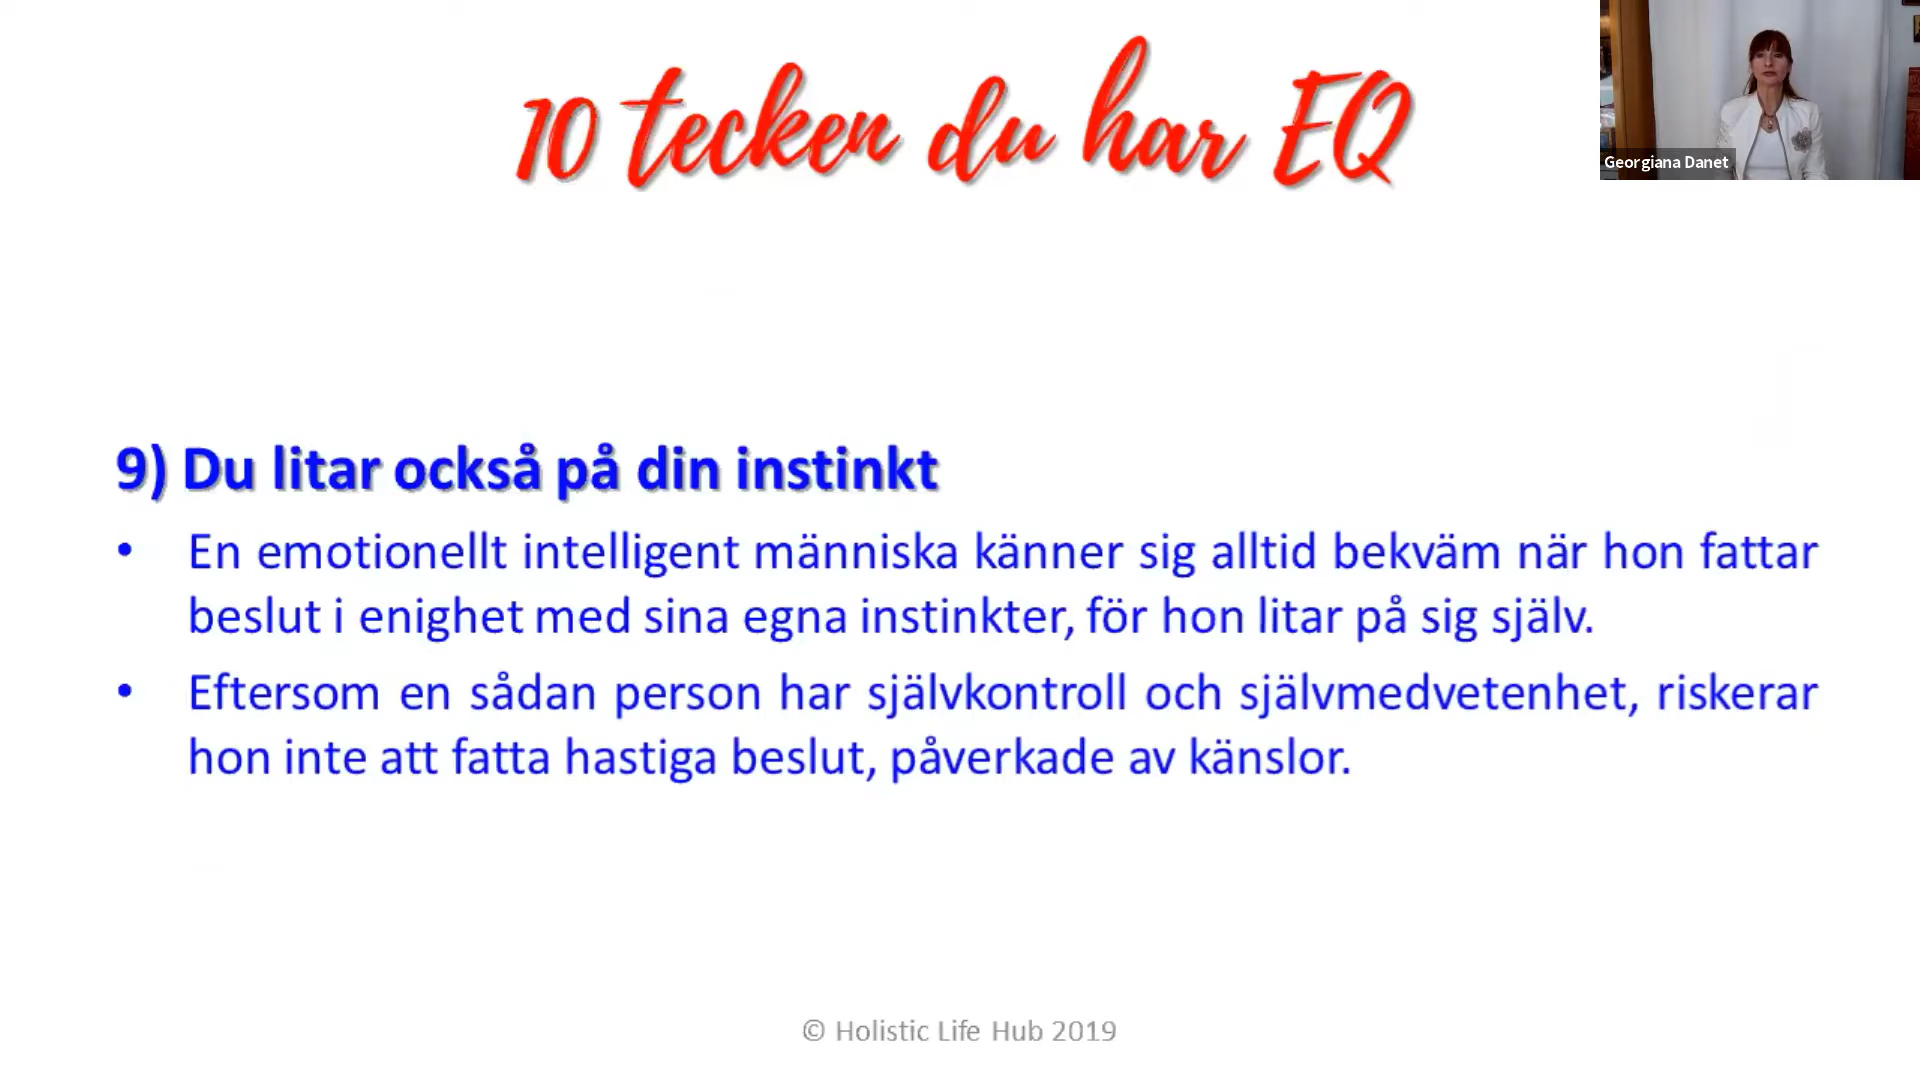 10 tecken du har EQ
Georgiana Danet
9) Du litar också på din instinkt
• En emotionellt intelligent människa känner sig alltid bekväm när hon fattar
beslut i enighet med sina egna instinkter, för hon litar på sig själv.
• Eftersom en sådan person har självkontroll och självmedvetenhet, riskerar
hon inte att fatta hastiga beslut, påverkade av känslor.
© Holistic Life Hub 2019